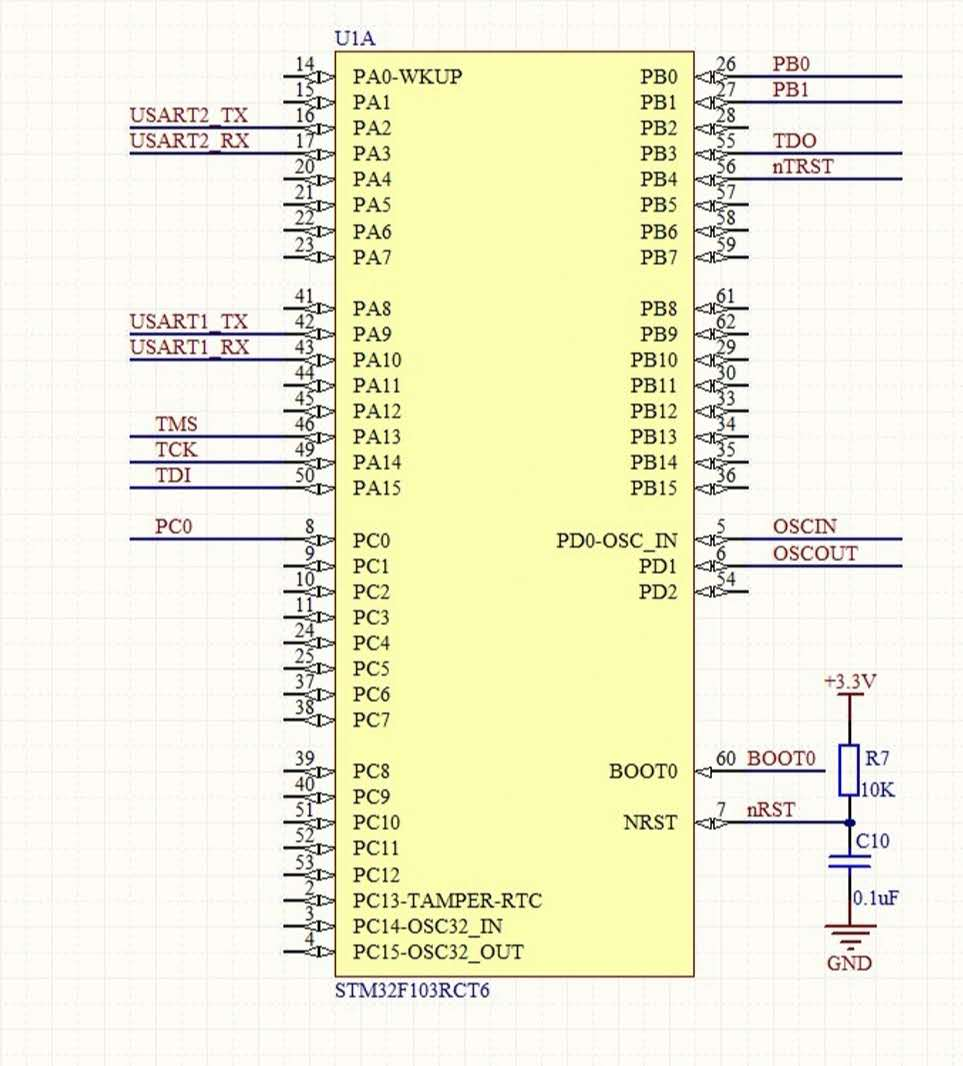 U1A
14 PA0-WKUP PB0 26 PB0
15 PA1 PB1 27 PB1
USART2_TX 16 PA2 PB2 28
USART2_RX 17 PA3 PB3 55 TDO
20 PA4 PB4 56 nTRST
21 PA5 PB5 57
22 PA6 PB6 58
23 PA7 PB7 59
41 PA8 PB8 61
USART1_TX 42 PA9 PB9 62
USART1_RX 43 PA10 PB10 29
44 PA11 PB11 30
45 PA12 PB12 33
TMS 46 PA13 PB13 34
TCK 49 PA14 PB14 35
TDI 50 PA15 PB15 36
PC0 8 PC0 PD0-OSC_IN 5 OSCIN
9 PC1 PD1 6 OSCOUT
10 PC2 PD2 54
11 PC3
24 PC4
25 PC5
37 PC6 +3.3V
38 PC7
39 PC8 BOOT0 60 BOOT0 R7
40 PC9 10K
51 PC10 NRST 7 nRST
52 PC11 C10
53 PC12
2 PC13-TAMPER-RTC 0.1uF
3 PC14-OSC32_IN
4 PC15-OSC32_OUT
GND
STM32F103RCT6